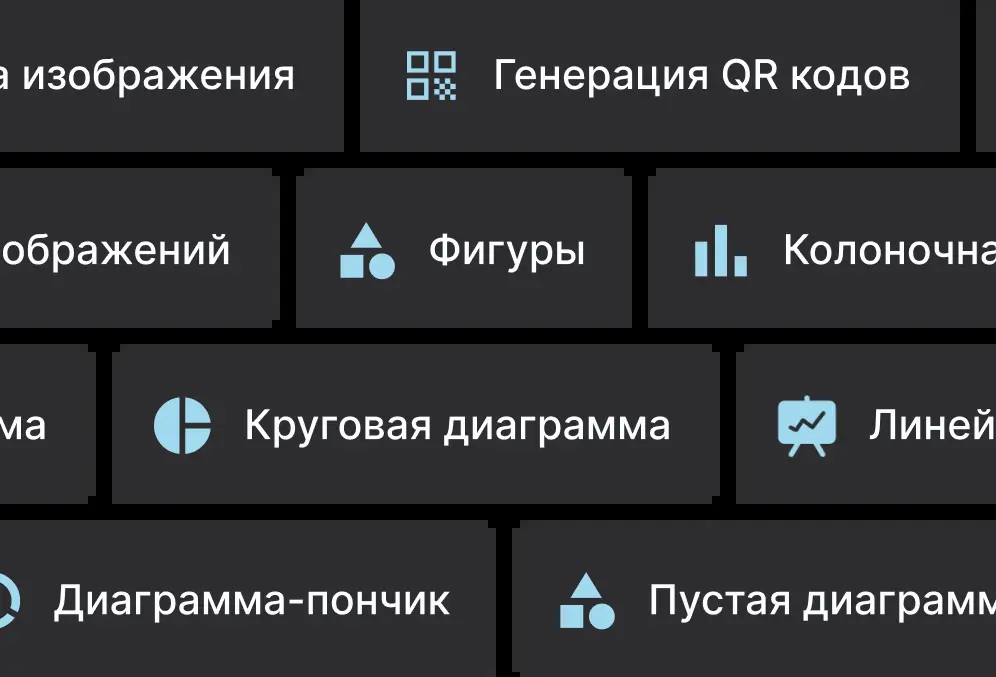 а изображения Генерация QR кодов
ображений Фигуры Колоночна
ма Круговая диаграмма Линей
Диаграмма-пончик Пустая диаграмм